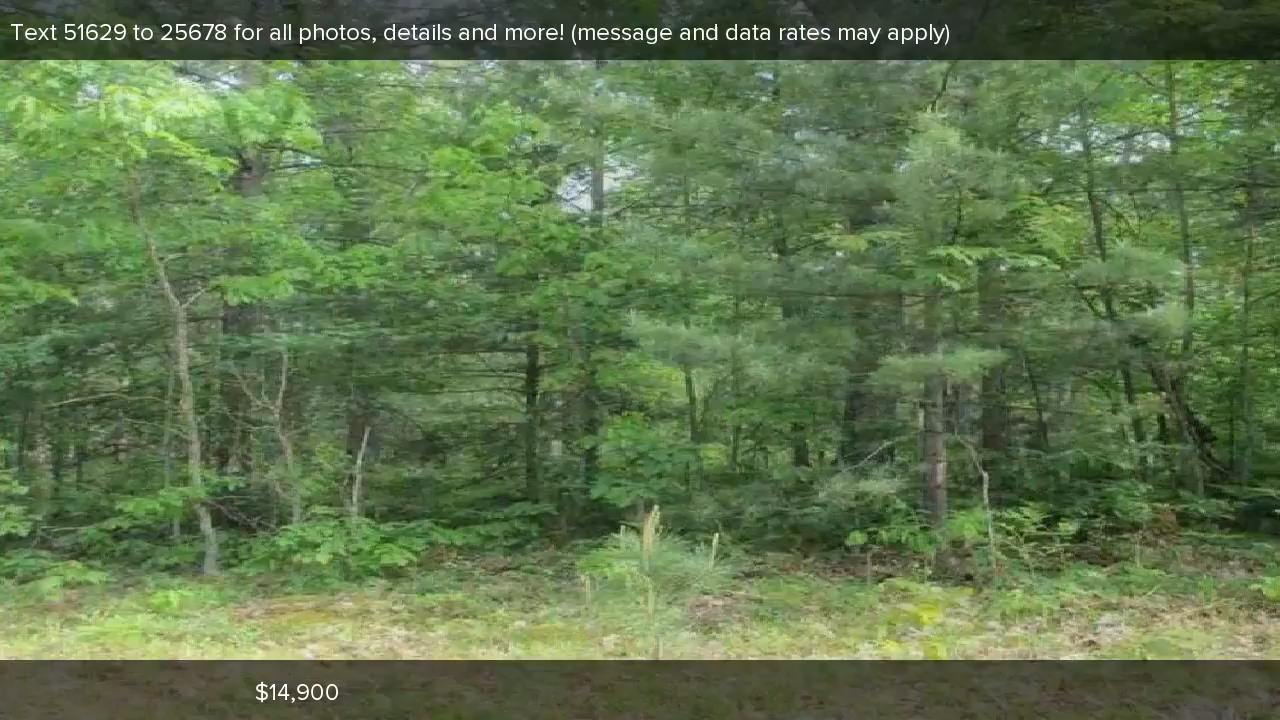 Text 51629 to 25678 for all photos, details and more! (message and data rates may apply)
$14,900